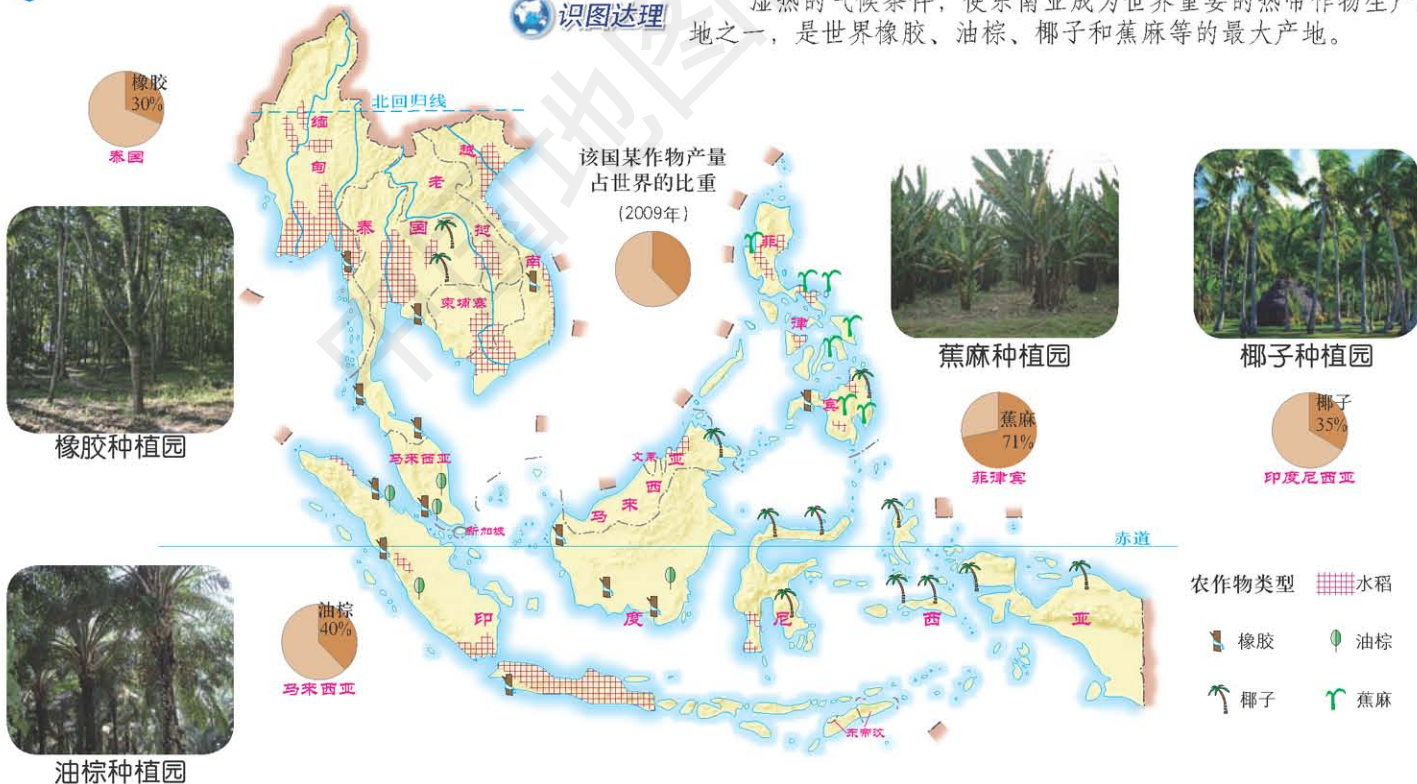 识图达理
湿热的气候条件，使东南亚成为世界重要的热带作物生产
地之一，是世界橡胶、油棕、椰子和蕉麻等的最大产地。
橡胶
30%
泰国
北回归线
该国某作物产量
占世界的比重
(2009年)
缅
甸
越
老
泰 国 挝
南
柬埔寨
菲
律
宾
橡胶种植园
蕉麻种植园
椰子种植园
蕉麻
71%
菲律宾
椰子
35%
印度尼西亚
马来西亚
文莱
马 来 西 亚
新加坡
赤道
印 度 尼 西 亚
东帝汶
油棕
40%
马来西亚
油棕种植园
农作物类型
水稻
橡胶
油棕
椰子
蕉麻
中国地图